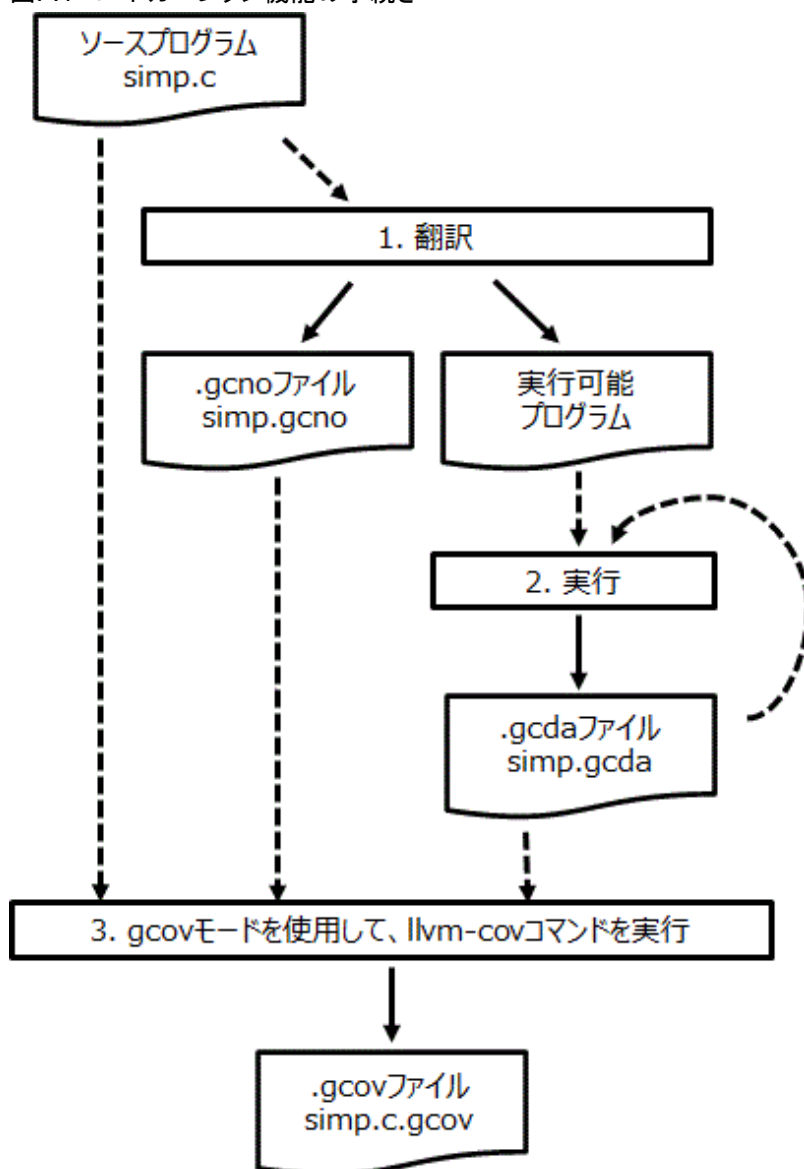 ソースプログラム
simp.c
1. 翻訳
.gcnoファイル
simp.gcno
実行可能
プログラム
2. 実行
.gcdaファイル
simp.gcda
3. gcovモードを使用して、llvm-covコマンドを実行
.gcovファイル
simp.c.gcov